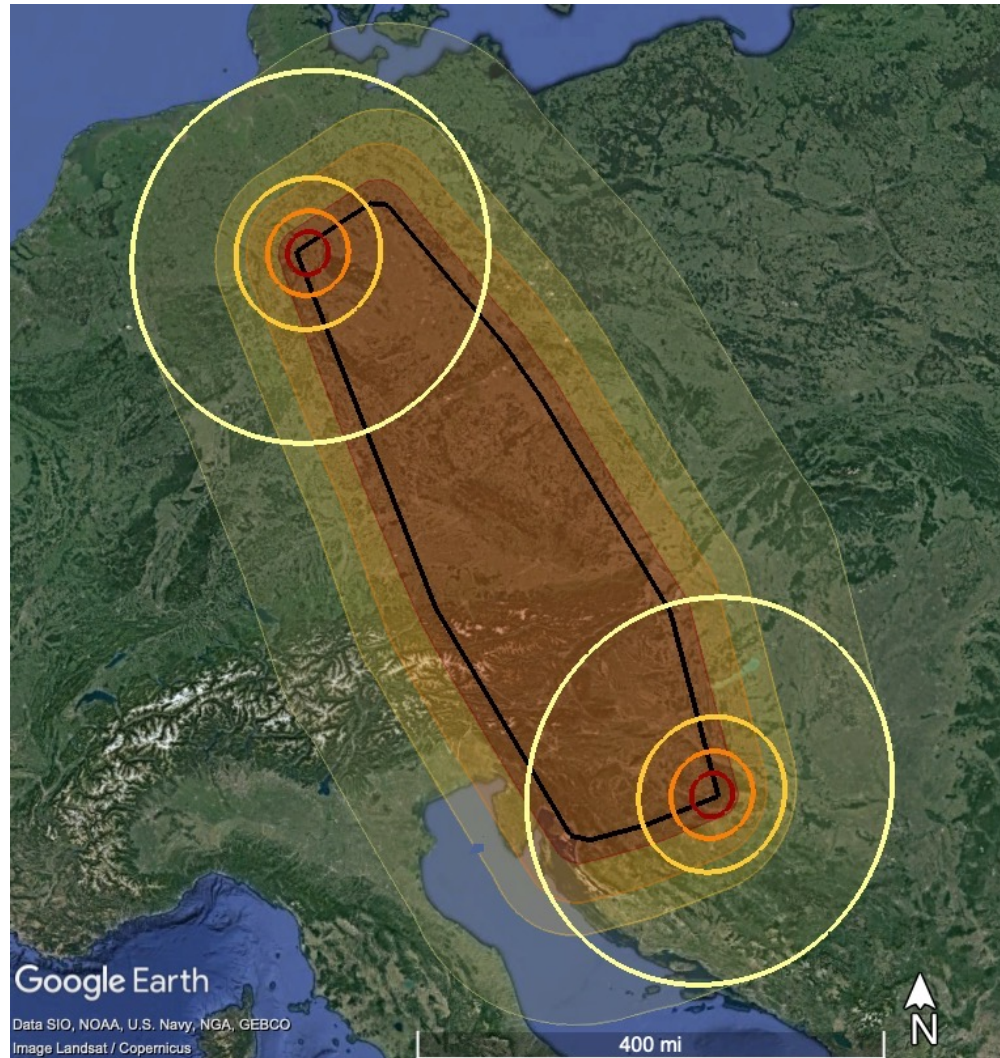 Google Earth
Data SIO, NOAA, U.S. Navy, NGA, GEBCO
Image Landsat / Copernicus
400 mi
N